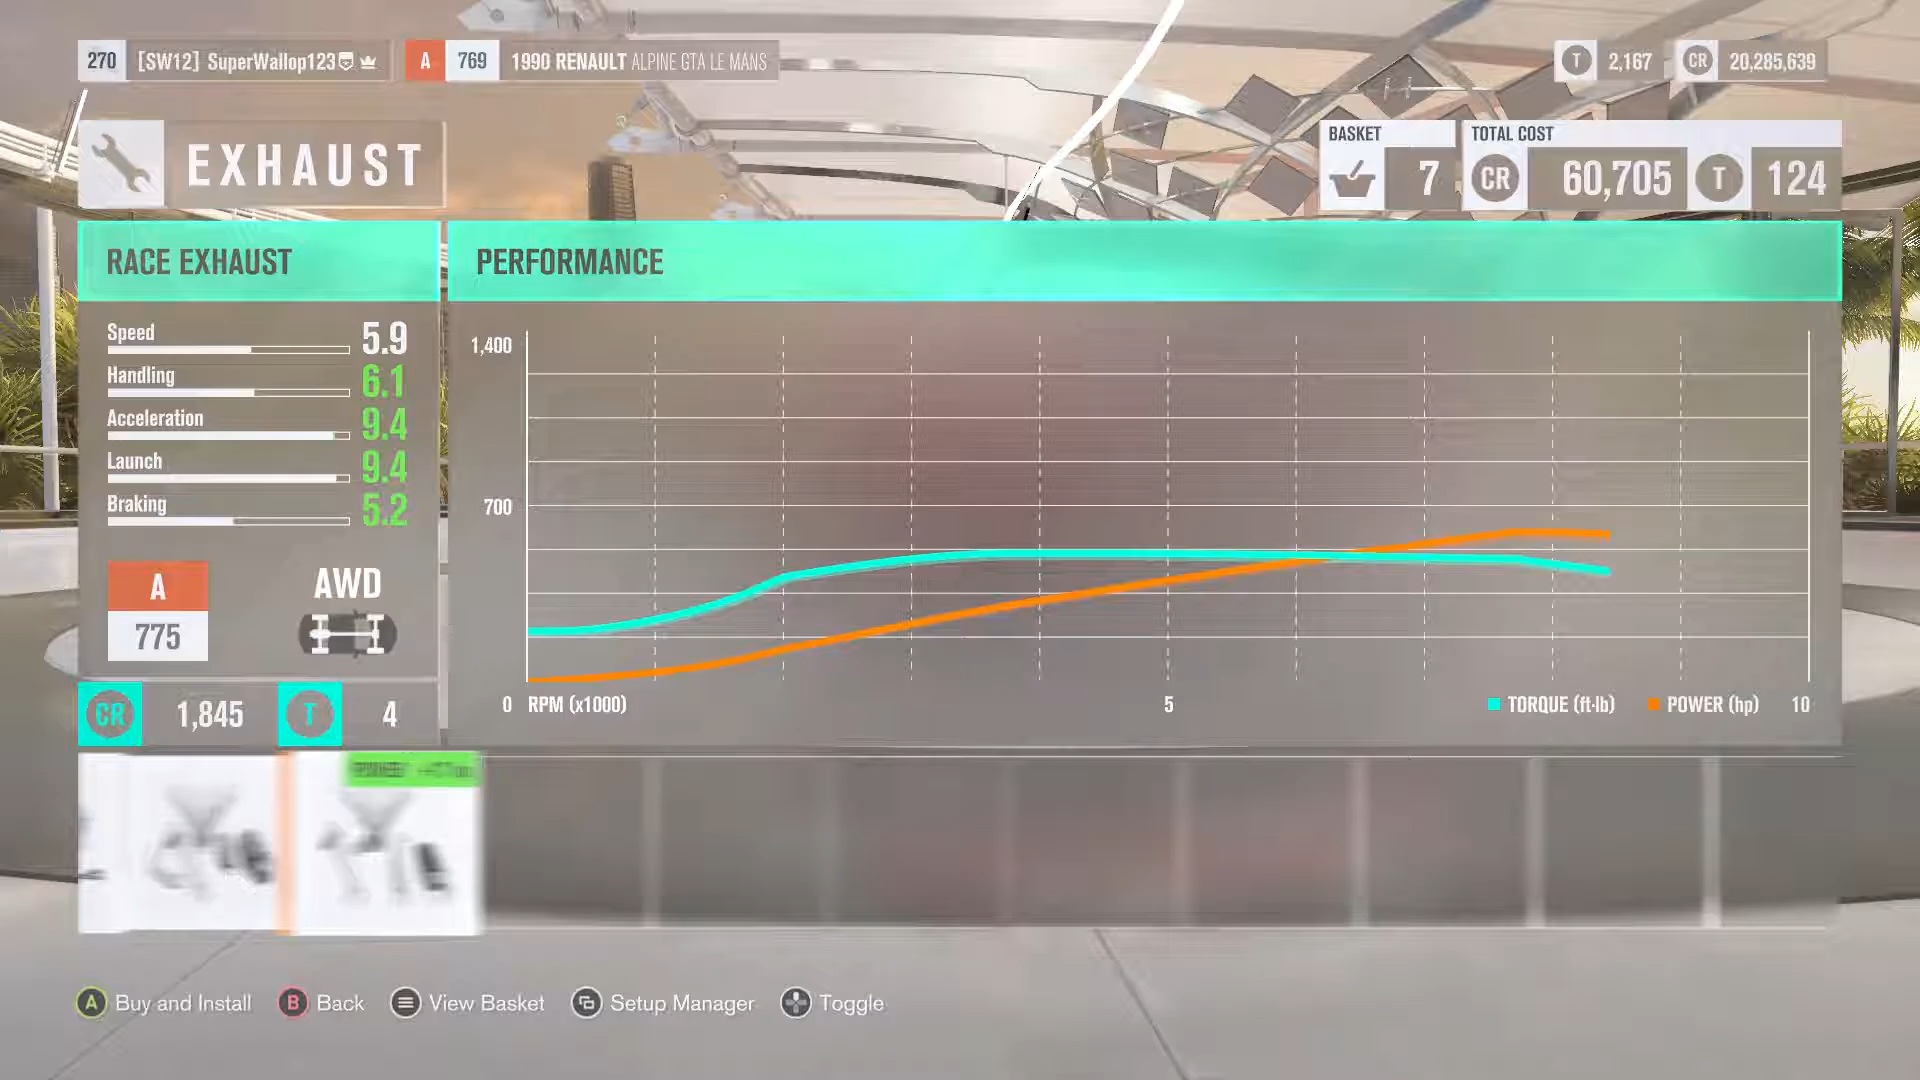 270 [SW12] SuperWallop123 A 769 1990 RENAULT ALPINE GTA LE MANS T 2,167 CR 20,285,639
EXHAUST
BASKET 7
TOTAL COST CR 60,705 T 124
RACE EXHAUST
Speed 5.9
Handling 6.1
Acceleration 9.4
Launch 9.4
Braking 5.2
A 775
AWD
CR 1,845 T 4
PERFORMANCE
1,400
700
0 RPM (x1000) 5 TORQUE (ft·lb) POWER (hp) 10
A Buy and Install B Back View Basket Setup Manager Toggle